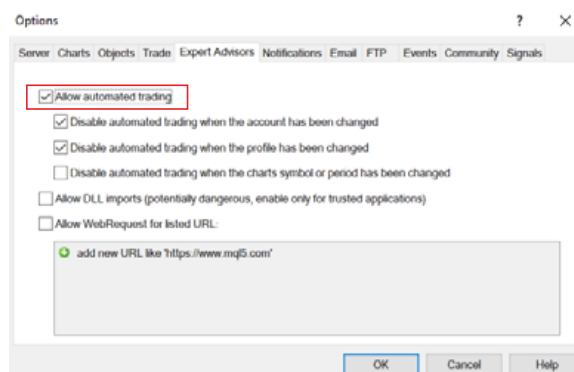 Options ? ×
Server Charts Objects Trade Expert Advisors Notifications Email FTP Events Community Signals
Allow automated trading
Disable automated trading when the account has been changed
Disable automated trading when the profile has been changed
Disable automated trading when the charts symbol or period has been changed
Allow DLL imports (potentially dangerous, enable only for trusted applications)
Allow WebRequest for listed URL:
add new URL like 'https://www.mql5.com'
OK Cancel Help